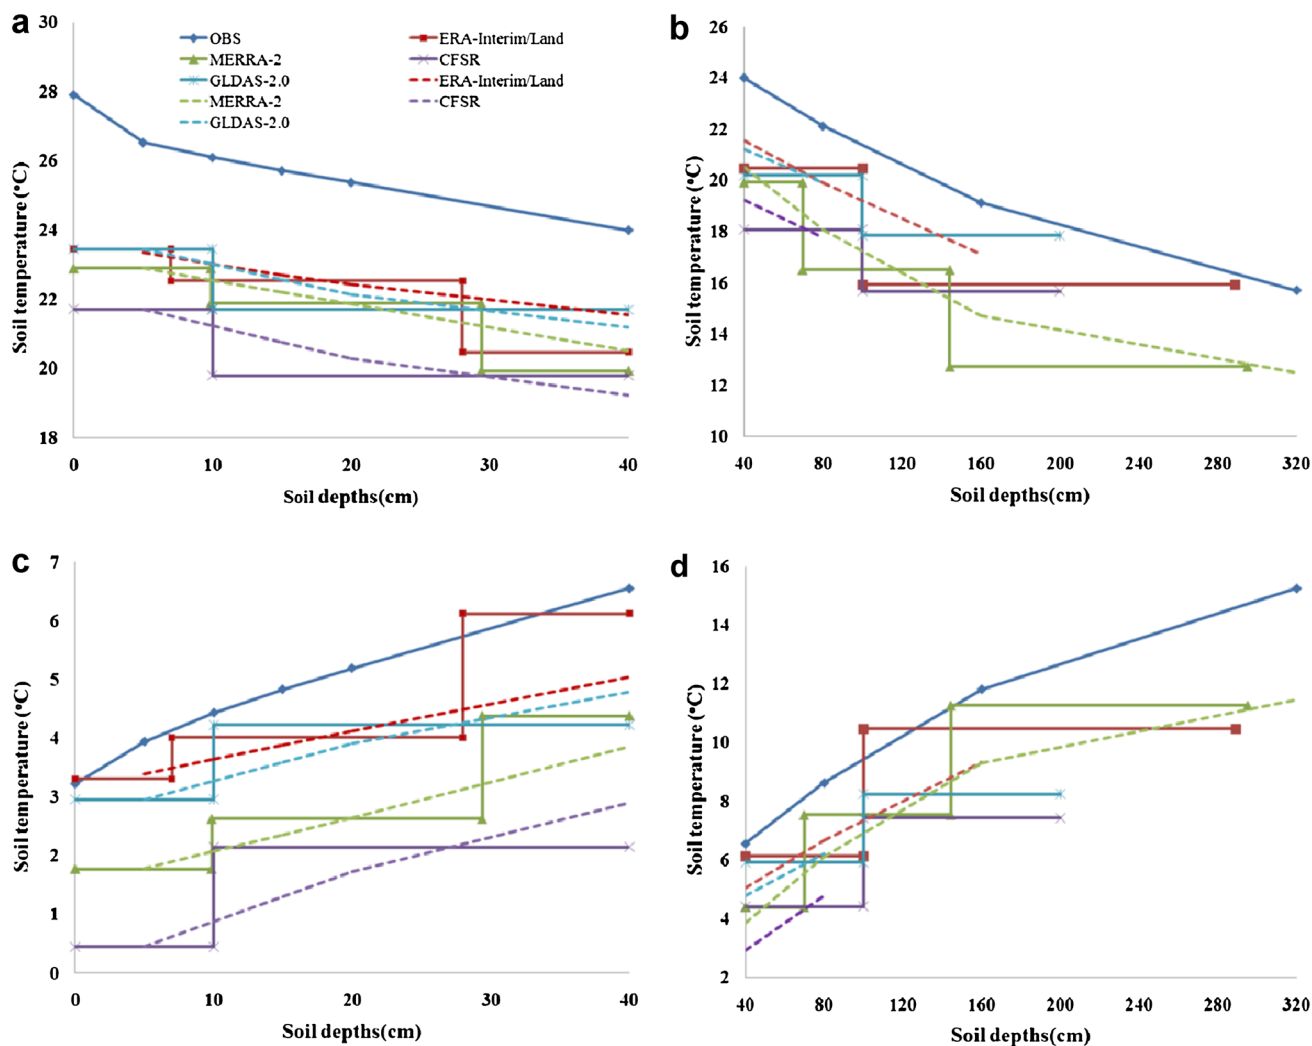 a
OBS
ERA-Interim/Land
MERRA-2
CFSR
GLDAS-2.0
ERA-Interim/Land
MERRA-2
CFSR
GLDAS-2.0
30
28
26
24
22
20
18
Soil temperature (°C)
0 10 20 30 40
Soil depths(cm)
b
26
24
22
20
18
16
14
12
10
Soil temperature (°C)
40 80 120 160 200 240 280 320
Soil depths(cm)
c
7
6
5
4
3
2
1
0
Soil temperature (°C)
0 10 20 30 40
Soil depths(cm)
d
16
14
12
10
8
6
4
2
Soil temperature (°C)
40 80 120 160 200 240 280 320
Soil depths(cm)